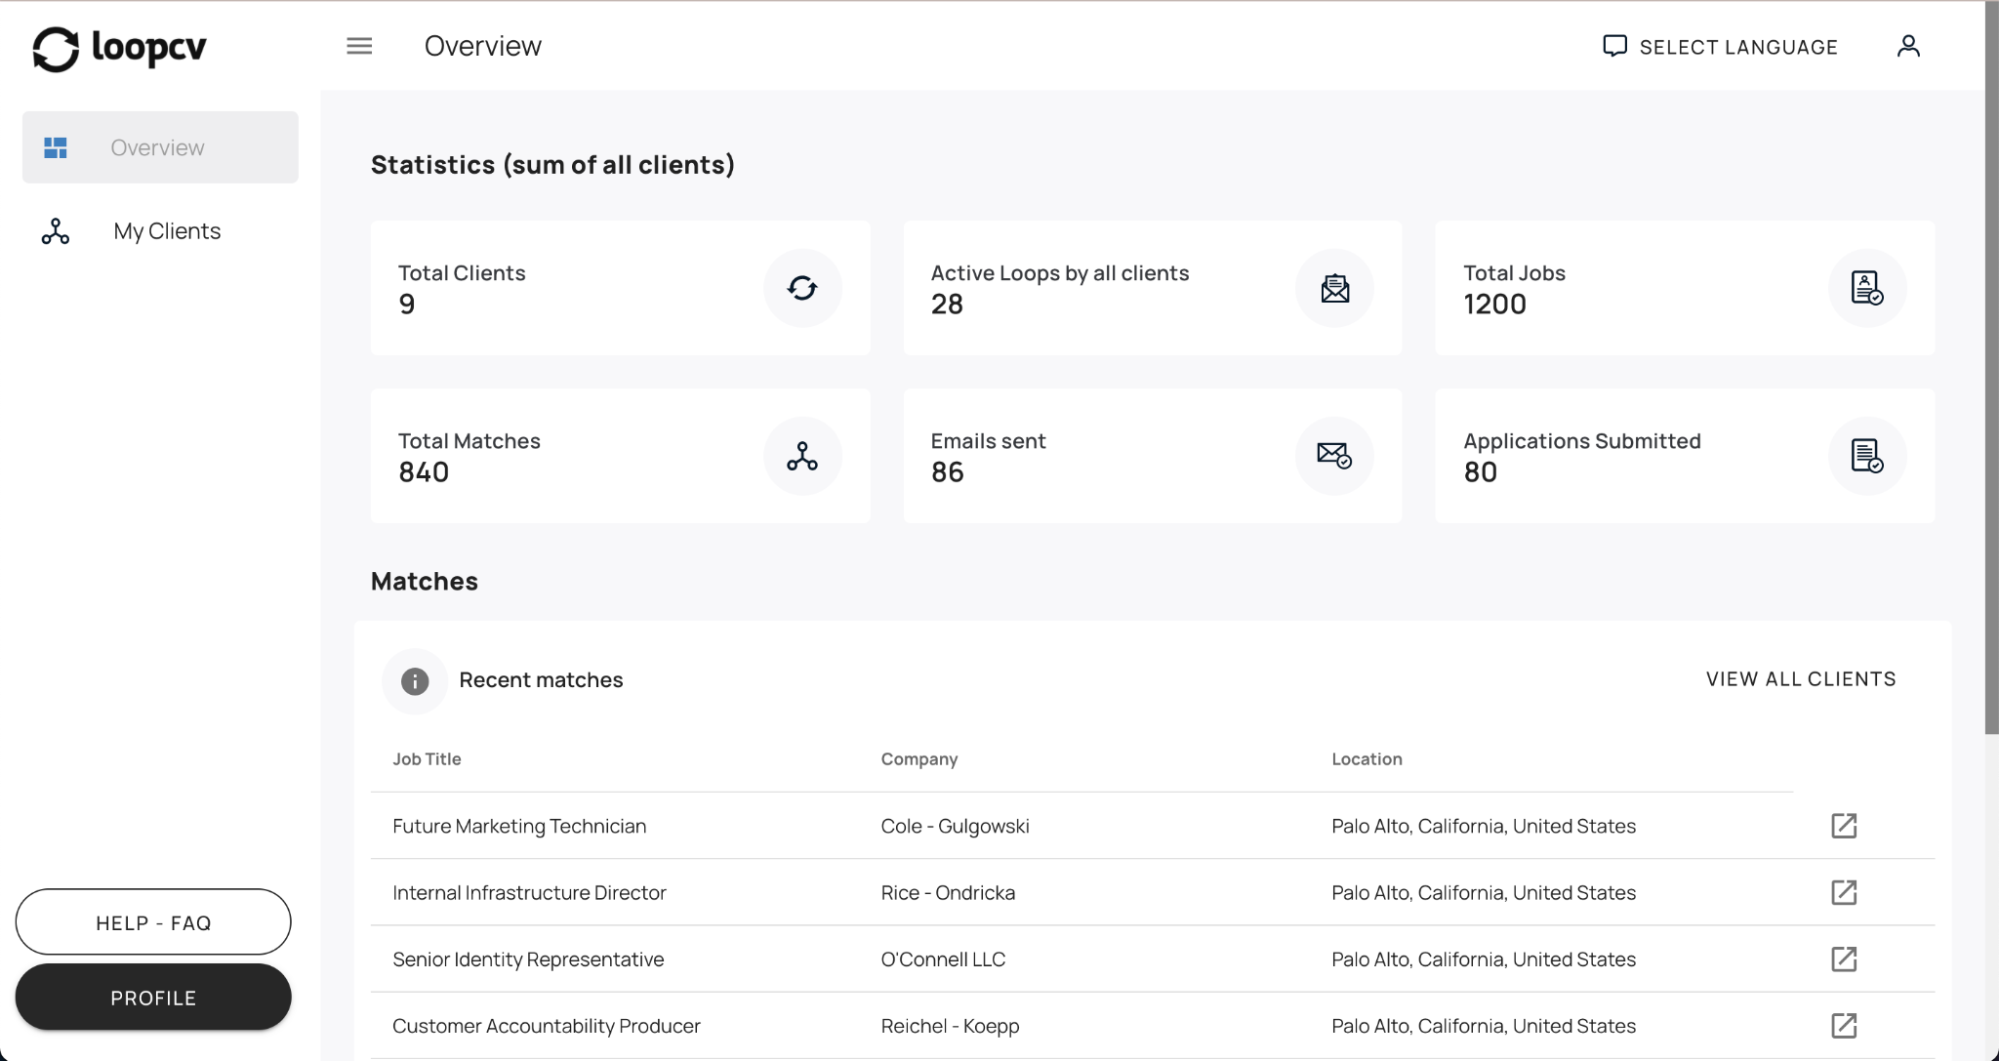 loopcv
Overview
SELECT LANGUAGE
Overview
My Clients
Statistics (sum of all clients)
Total Clients
9
Active Loops by all clients
28
Total Jobs
1200
Total Matches
840
Emails sent
86
Applications Submitted
80
Matches
Recent matches
VIEW ALL CLIENTS
Job Title Company Location
Future Marketing Technician Cole - Gulgowski Palo Alto, California, United States
Internal Infrastructure Director Rice - Ondricka Palo Alto, California, United States
Senior Identity Representative O'Connell LLC Palo Alto, California, United States
Customer Accountability Producer Reichel - Koepp Palo Alto, California, United States
HELP - FAQ
PROFILE